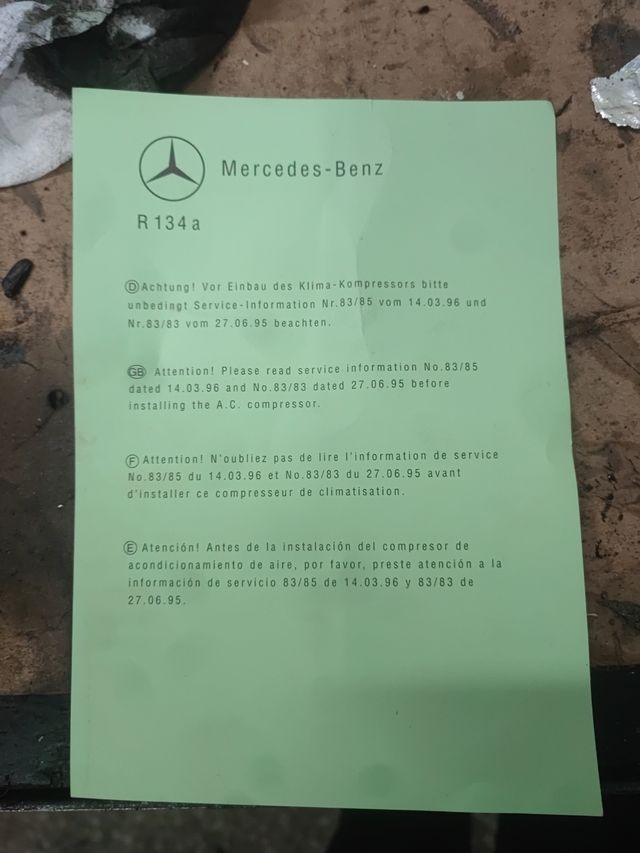 Mercedes-Benz
R 134 a
Ⓓ Achtung! Vor Einbau des Klima-Kompressors bitte
unbedingt Service-Information Nr.83/85 vom 14.03.96 und
Nr.83/83 vom 27.06.95 beachten.
GB Attention! Please read service information No.83/85
dated 14.03.96 and No.83/83 dated 27.06.95 before
installing the A.C. compressor.
Ⓕ Attention! N'oubliez pas de lire l'information de service
No.83/85 du 14.03.96 et No.83/83 du 27.06.95 avant
d'installer ce compresseur de climatisation.
Ⓔ Atención! Antes de la instalación del compresor de
acondicionamiento de aire, por favor, preste atención a la
información de servicio 83/85 de 14.03.96 y 83/83 de
27.06.95.